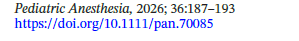 Pediatric Anesthesia, 2026; 36:187–193
https://doi.org/10.1111/pan.70085